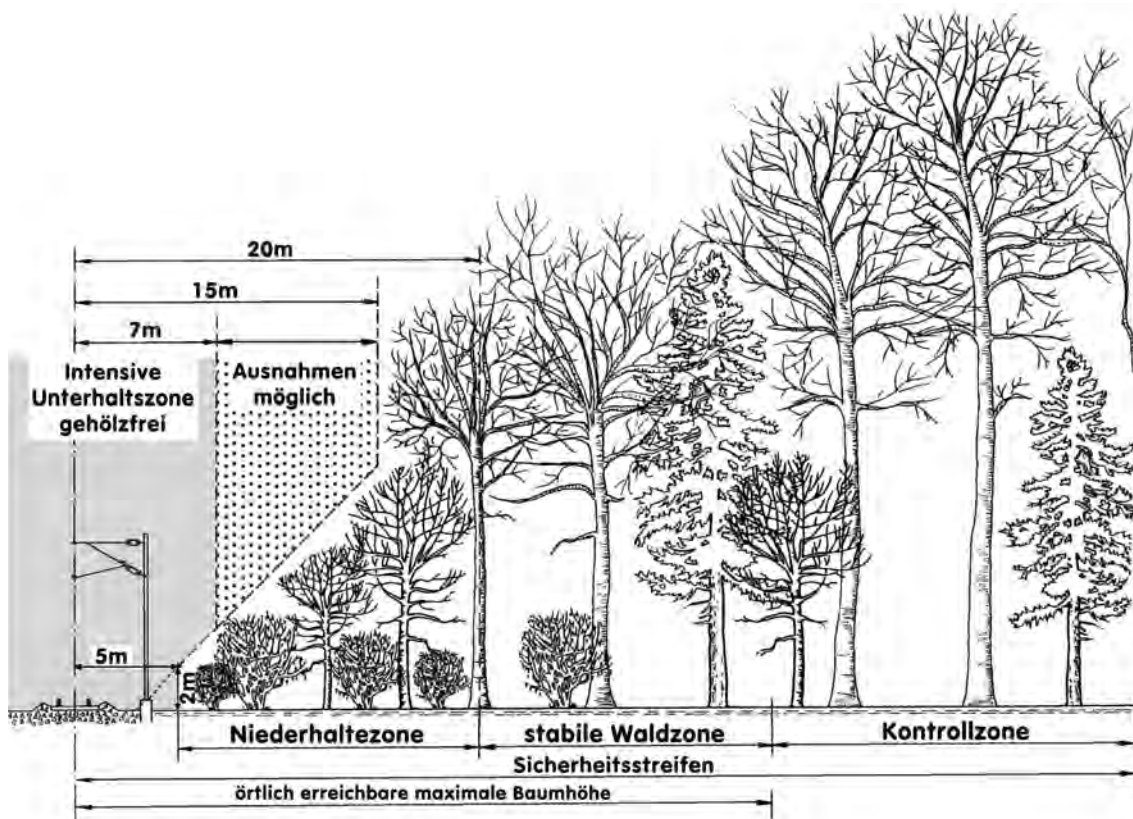 20m
15m
7m
Intensive
Unterhaltszone
gehölzfrei
Ausnahmen
möglich
5m
2m
Niederhaltezone
stabile Waldzone
Kontrollzone
Sicherheitsstreifen
örtlich erreichbare maximale Baumhöhe